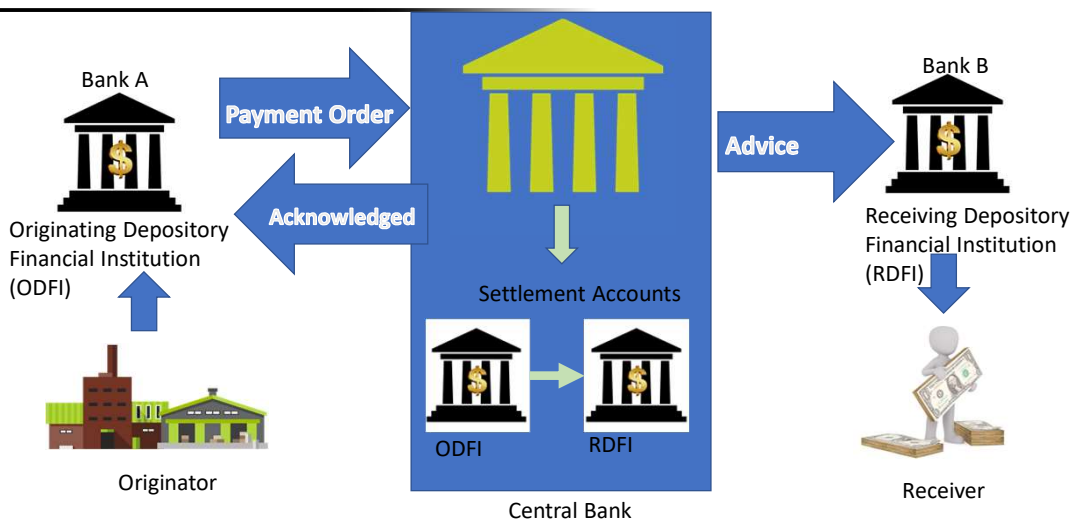 Bank A
Payment Order
Acknowledged
Originating Depository
Financial Institution
(ODFI)
Originator
Settlement Accounts
ODFI
RDFI
Central Bank
Advice
Bank B
Receiving Depository
Financial Institution
(RDFI)
Receiver